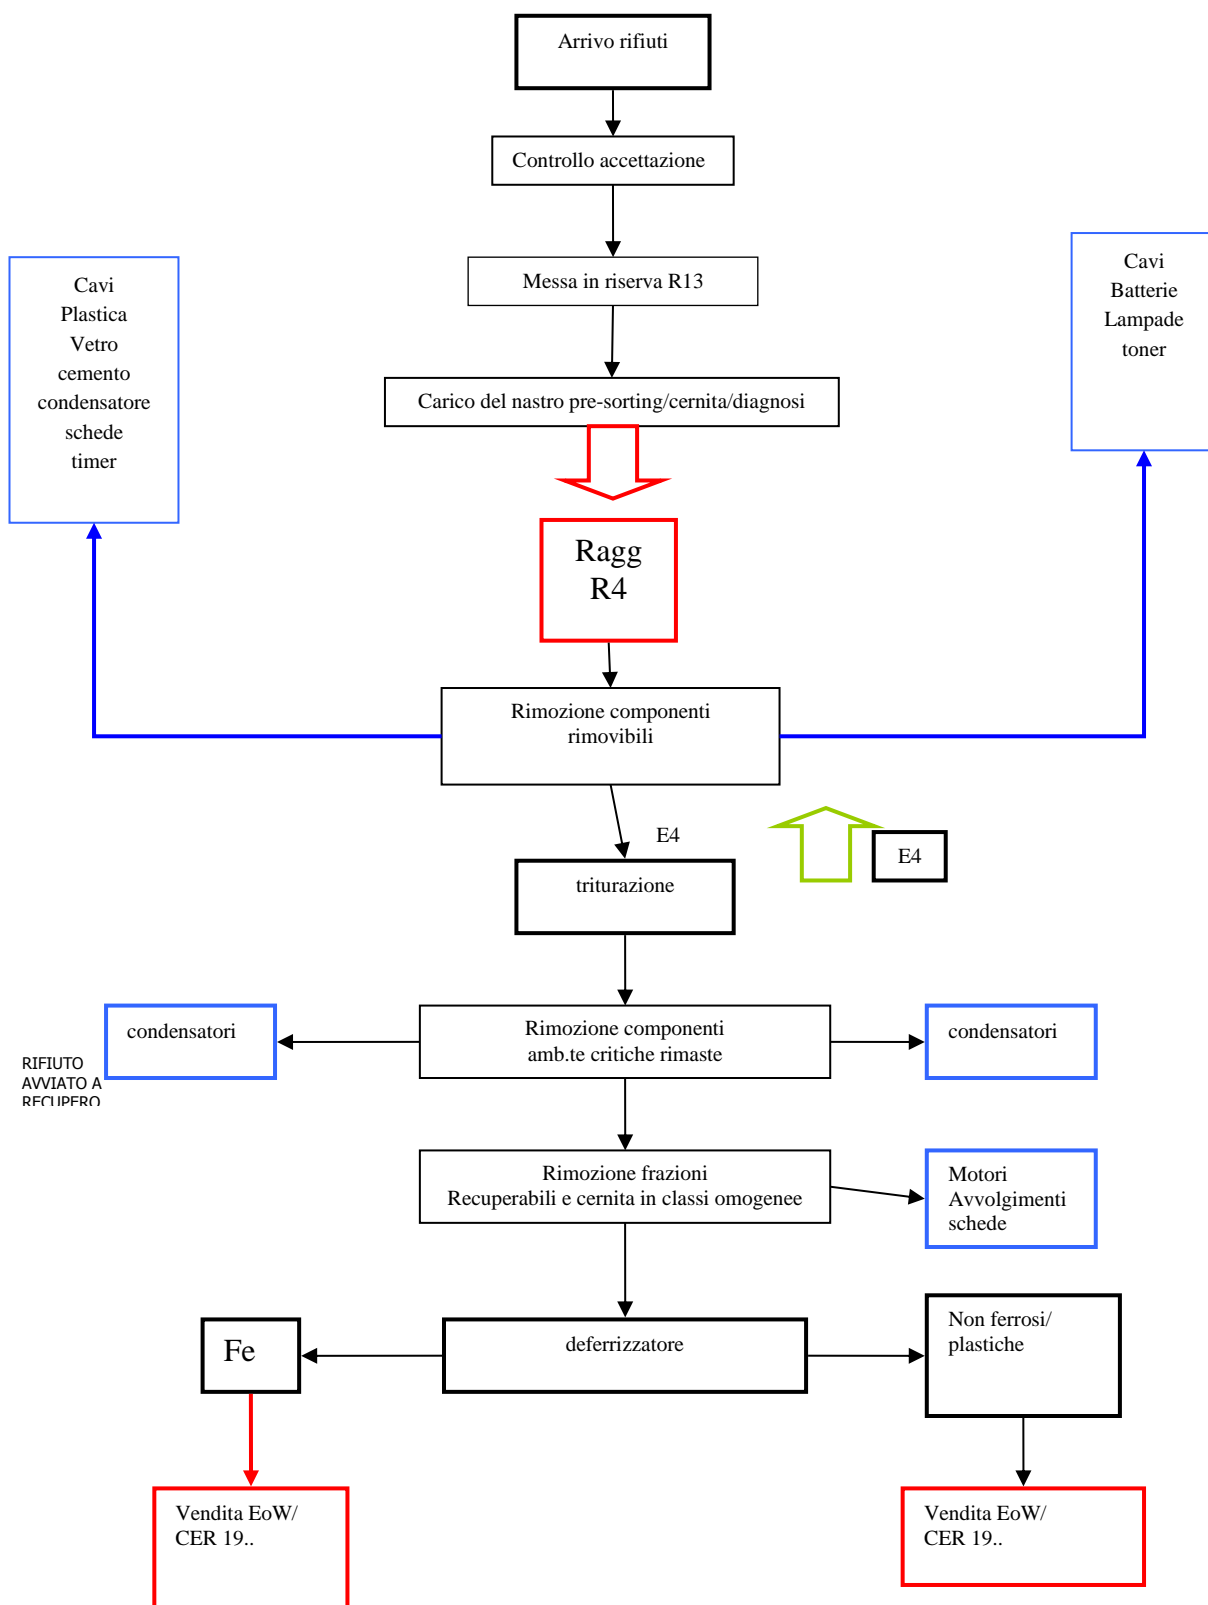 Arrivo rifiuti
Controllo accettazione
Messa in riserva R13
Cavi
Plastica
Vetro
cemento
condensatore
schede
timer
Cavi
Batterie
Lampade
toner
Carico del nastro pre-sorting/cernita/diagnosi
Ragg
R4
Rimozione componenti
rimovibili
E4
E4
triturazione
condensatori
Rimozione componenti
amb.te critiche rimaste
condensatori
RIFIUTO
AVVIATO A
RECUPERO
Rimozione frazioni
Recuperabili e cernita in classi omogenee
Motori
Avvolgimenti
schede
Fe
deferrizzatore
Non ferrosi/
plastiche
Vendita EoW/
CER 19..
Vendita EoW/
CER 19..